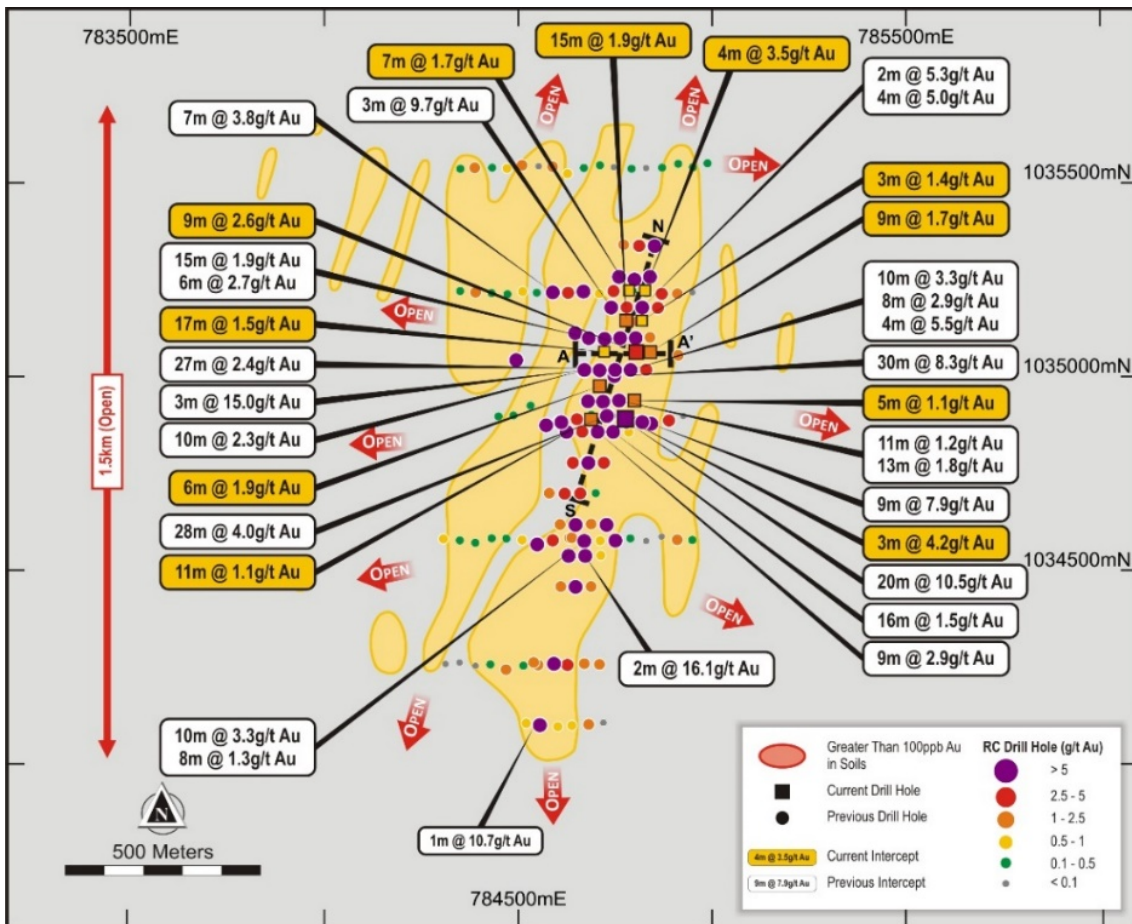 783500mE
785500mE
15m @ 1.9g/t Au
4m @ 3.5g/t Au
7m @ 1.7g/t Au
3m @ 9.7g/t Au
2m @ 5.3g/t Au
4m @ 5.0g/t Au
7m @ 3.8g/t Au
OPEN
OPEN
OPEN
1035500mN
3m @ 1.4g/t Au
9m @ 2.6g/t Au
9m @ 1.7g/t Au
N
15m @ 1.9g/t Au
6m @ 2.7g/t Au
10m @ 3.3g/t Au
8m @ 2.9g/t Au
4m @ 5.5g/t Au
OPEN
17m @ 1.5g/t Au
A
A'
27m @ 2.4g/t Au
30m @ 8.3g/t Au
1035000mN
1.5km (Open)
3m @ 15.0g/t Au
5m @ 1.1g/t Au
10m @ 2.3g/t Au
OPEN
OPEN
11m @ 1.2g/t Au
13m @ 1.8g/t Au
6m @ 1.9g/t Au
9m @ 7.9g/t Au
S
28m @ 4.0g/t Au
3m @ 4.2g/t Au
11m @ 1.1g/t Au
OPEN
1034500mN
20m @ 10.5g/t Au
OPEN
16m @ 1.5g/t Au
9m @ 2.9g/t Au
2m @ 16.1g/t Au
OPEN
10m @ 3.3g/t Au
8m @ 1.3g/t Au
OPEN
1m @ 10.7g/t Au
N
500 Meters
784500mE
Greater Than 100ppb Au
in Soils
Current Drill Hole
Previous Drill Hole
4m @ 3.5g/t Au Current Intercept
9m @ 7.9g/t Au Previous Intercept
RC Drill Hole (g/t Au)
> 5
2.5 - 5
1 - 2.5
0.5 - 1
0.1 - 0.5
< 0.1